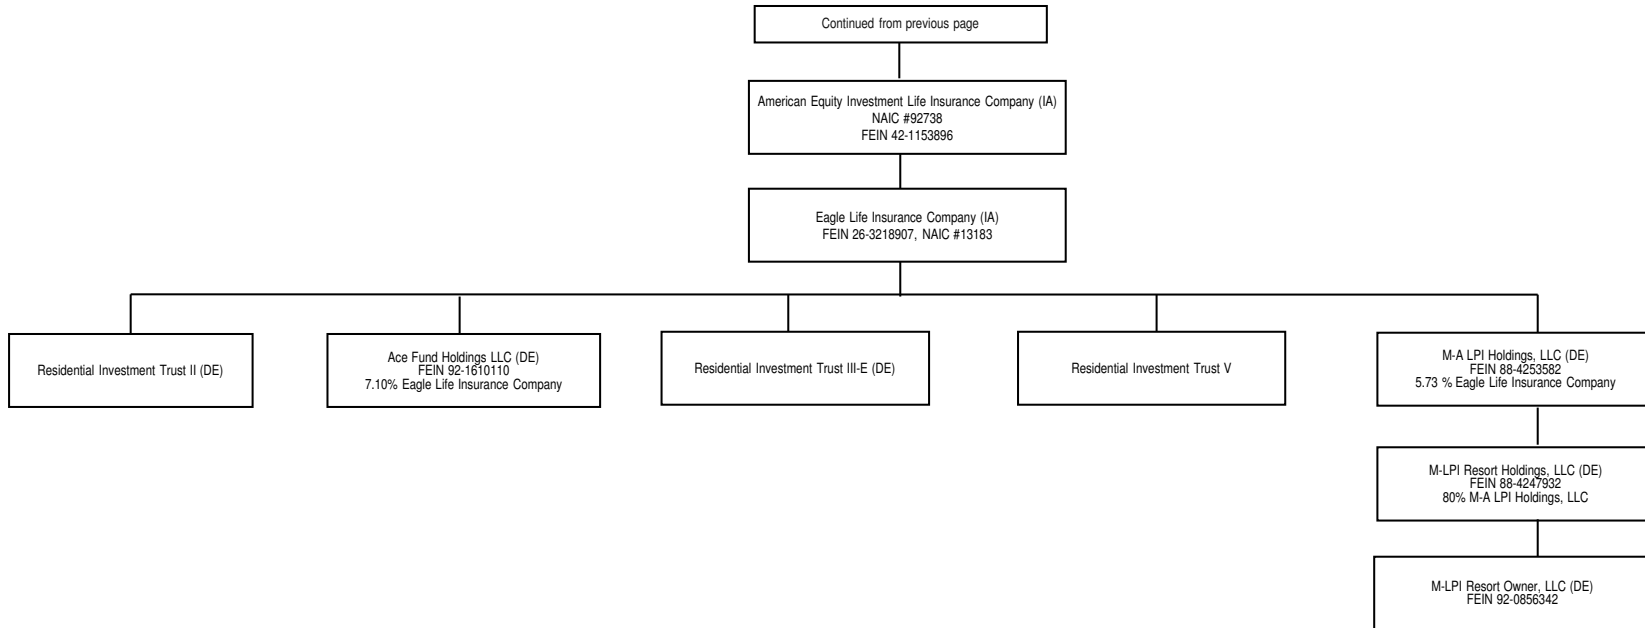 Continued from previous page
American Equity Investment Life Insurance Company (IA)
NAIC #92738
FEIN 42-1153896
Eagle Life Insurance Company (IA)
FEIN 26-3218907, NAIC #13183
Residential Investment Trust II (DE)
Ace Fund Holdings LLC (DE)
FEIN 92-1610110
7.10% Eagle Life Insurance Company
Residential Investment Trust III-E (DE)
Residential Investment Trust V
M-A LPI Holdings, LLC (DE)
FEIN 88-4253582
5.73 % Eagle Life Insurance Company
M-LPI Resort Holdings, LLC (DE)
FEIN 88-4247932
80% M-A LPI Holdings, LLC
M-LPI Resort Owner, LLC (DE)
FEIN 92-0856342